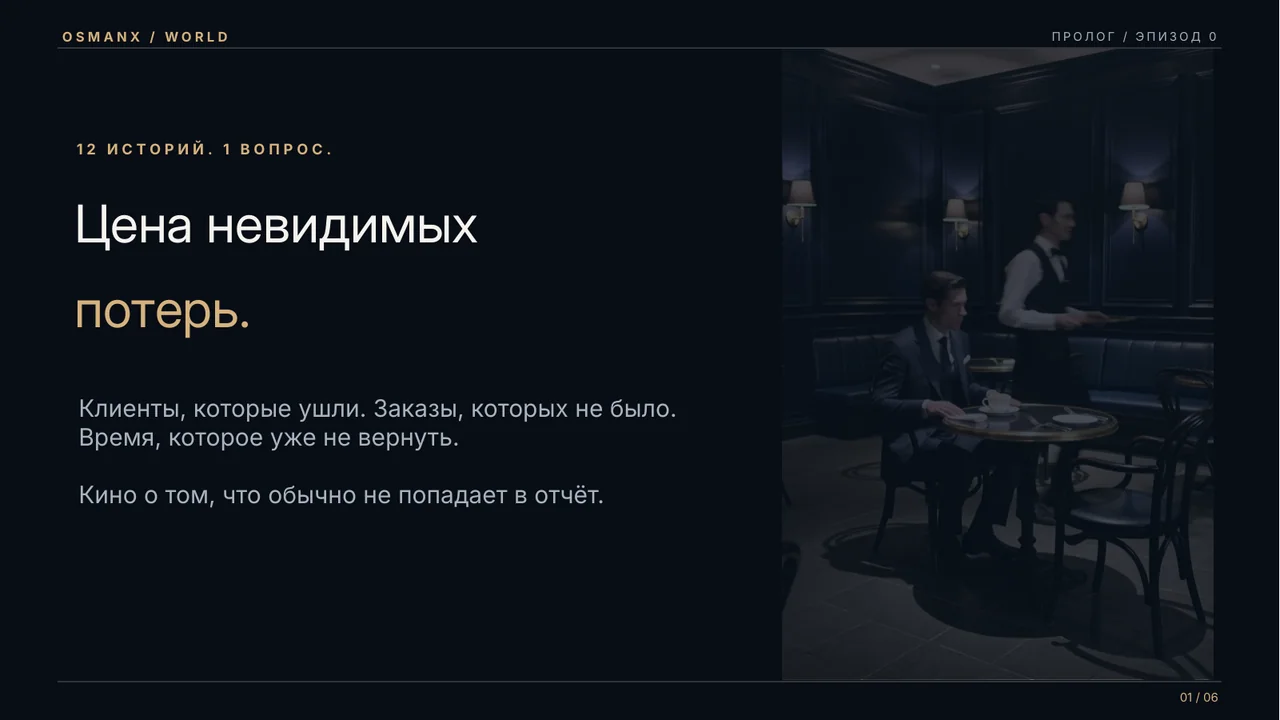 OSMANX / WORLD
ПРОЛОГ / ЭПИЗОД 0
12 ИСТОРИЙ. 1 ВОПРОС.
Цена невидимых
потерь.
Клиенты, которые ушли. Заказы, которых не было.
Время, которое уже не вернуть.
Кино о том, что обычно не попадает в отчёт.
01 / 06